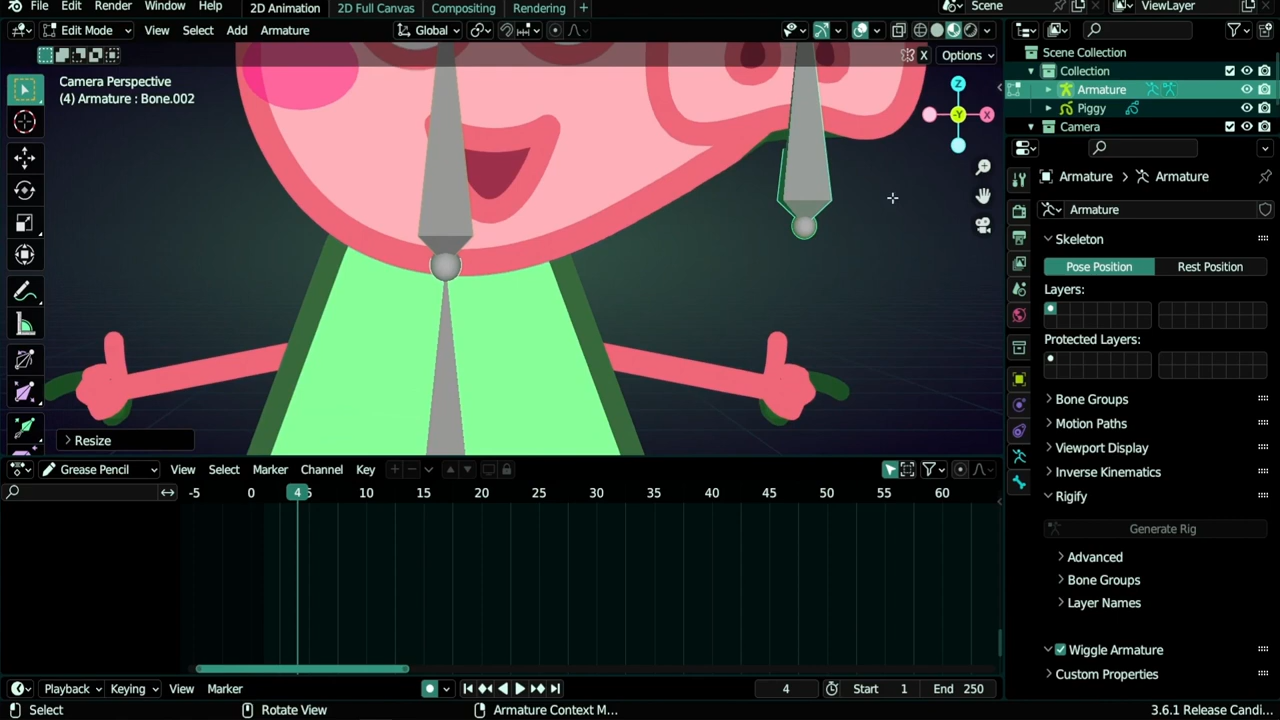 File Edit Render Window Help 2D Animation 2D Full Canvas Compositing Rendering + Scene ViewLayer
Edit Mode View Select Add Armature Global
X Options
Camera Perspective
(4) Armature : Bone.002
Z
-Y X
Resize
Scene Collection
Collection
Armature
Piggy
Camera
Armature > Armature
Armature
Skeleton
Pose Position Rest Position
Layers:
Protected Layers:
Bone Groups
Motion Paths
Viewport Display
Inverse Kinematics
Rigify
Generate Rig
Advanced
Bone Groups
Layer Names
Wiggle Armature
Custom Properties
Grease Pencil View Select Marker Channel Key
-5 0 4 5 10 15 20 25 30 35 40 45 50 55 60
Playback Keying View Marker 4 Start 1 End 250
Select Rotate View Armature Context M... 3.6.1 Release Candi...